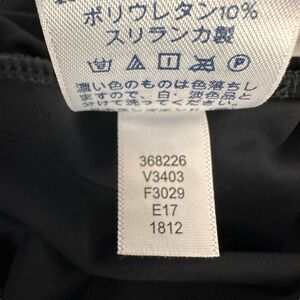 ポリウレタン10%
スリランカ製
P
濃い色のものは色落ちし
ますので、白・淡色品と
分けて洗ってください
368226
V3403
F3029
E17
1812